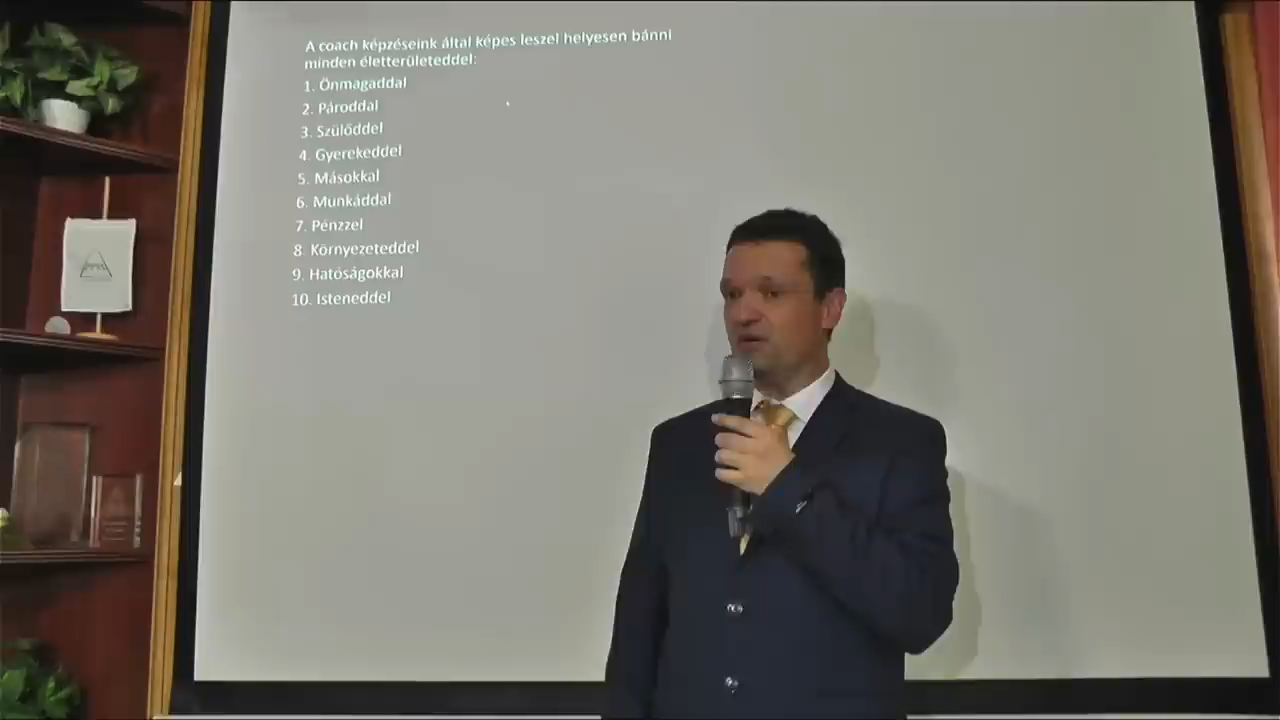 A coach képzéseink által képes leszel helyesen bánni
minden életterületeddel:
1. Önmagaddal
2. Pároddal
3. Szülőddel
4. Gyerekeddel
5. Másokkal
6. Munkáddal
7. Pénzzel
8. Környezeteddel
9. Hatóságokkal
10. Isteneddel